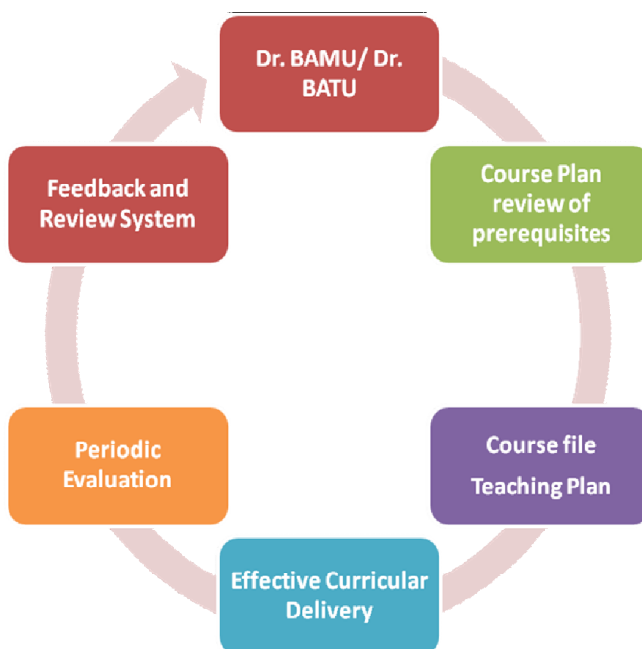 Dr. BAMU/ Dr.
BATU
Course Plan
review of
prerequisites
Course file
Teaching Plan
Effective Curricular
Delivery
Periodic
Evaluation
Feedback and
Review System